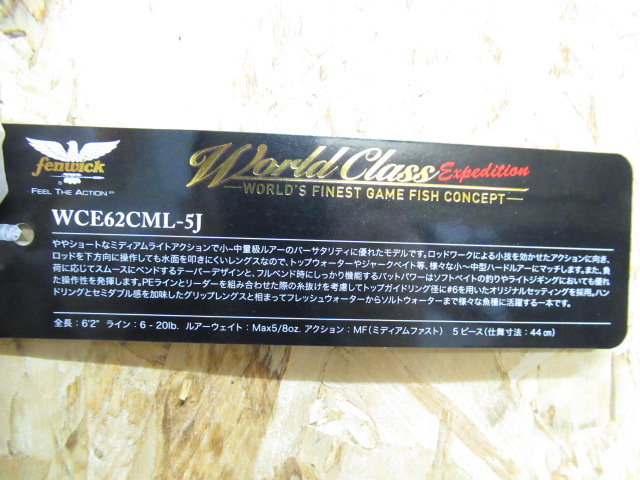 fenwick
®
FEEL THE ACTION
World Class Expedition
WORLD'S FINEST GAME FISH CONCEPT
WCE62CML-5J
ややショートなミディアムライトアクションで小~中量級ルアーのバーサタリティに優れたモデルです。ロッドワークによる小技を効かせたアクションに向き、
ロッドを下方向に操作しても水面を叩きにくいレングスなので、トップウォーターやジャークベイト等、様々な小~中型ハードルアーにマッチします。また、負
荷に応じてスムースにベンドするテーパーデザインと、フルベンド時にしっかり機能するバットパワーはソフトベイトの釣りやライトジギングにおいても優れ
た操作性を発揮します。PEラインとリーダーを組み合わせた際の糸抜けを考慮してトップガイドリング径に#6を用いたオリジナルセッティングを採用。ハン
ドリングとセミダブル感を加味したグリップレングスと相まってフレッシュウォーターからソルトウォーターまで様々な魚種に活躍する一本です。
全長:6'2" ライン:6-20lb. ルアーウェイト:Max5/8oz. アクション:MF(ミディアムファスト) 5ピース(仕舞寸法:44㎝)